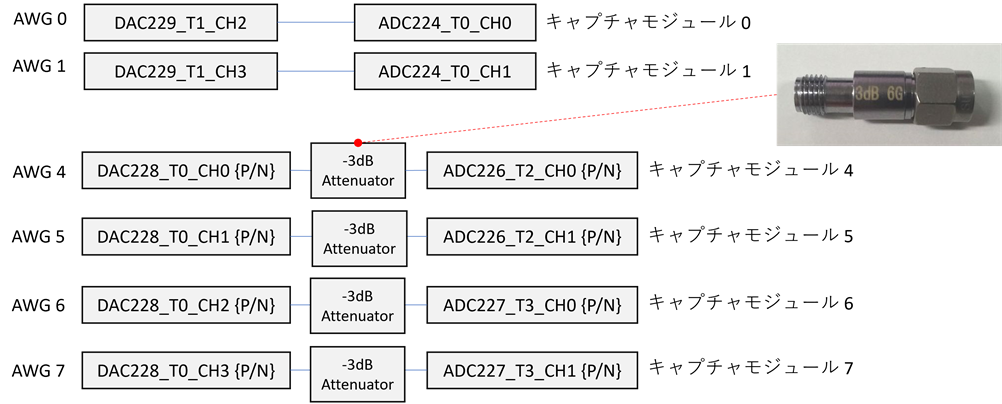 AWG 0 DAC229_T1_CH2 ADC224_T0_CH0 キャプチャモジュール 0
AWG 1 DAC229_T1_CH3 ADC224_T0_CH1 キャプチャモジュール 1
3dB 6G
AWG 4 DAC228_T0_CH0 {P/N} -3dB Attenuator ADC226_T2_CH0 {P/N} キャプチャモジュール 4
AWG 5 DAC228_T0_CH1 {P/N} -3dB Attenuator ADC226_T2_CH1 {P/N} キャプチャモジュール 5
AWG 6 DAC228_T0_CH2 {P/N} -3dB Attenuator ADC227_T3_CH0 {P/N} キャプチャモジュール 6
AWG 7 DAC228_T0_CH3 {P/N} -3dB Attenuator ADC227_T3_CH1 {P/N} キャプチャモジュール 7